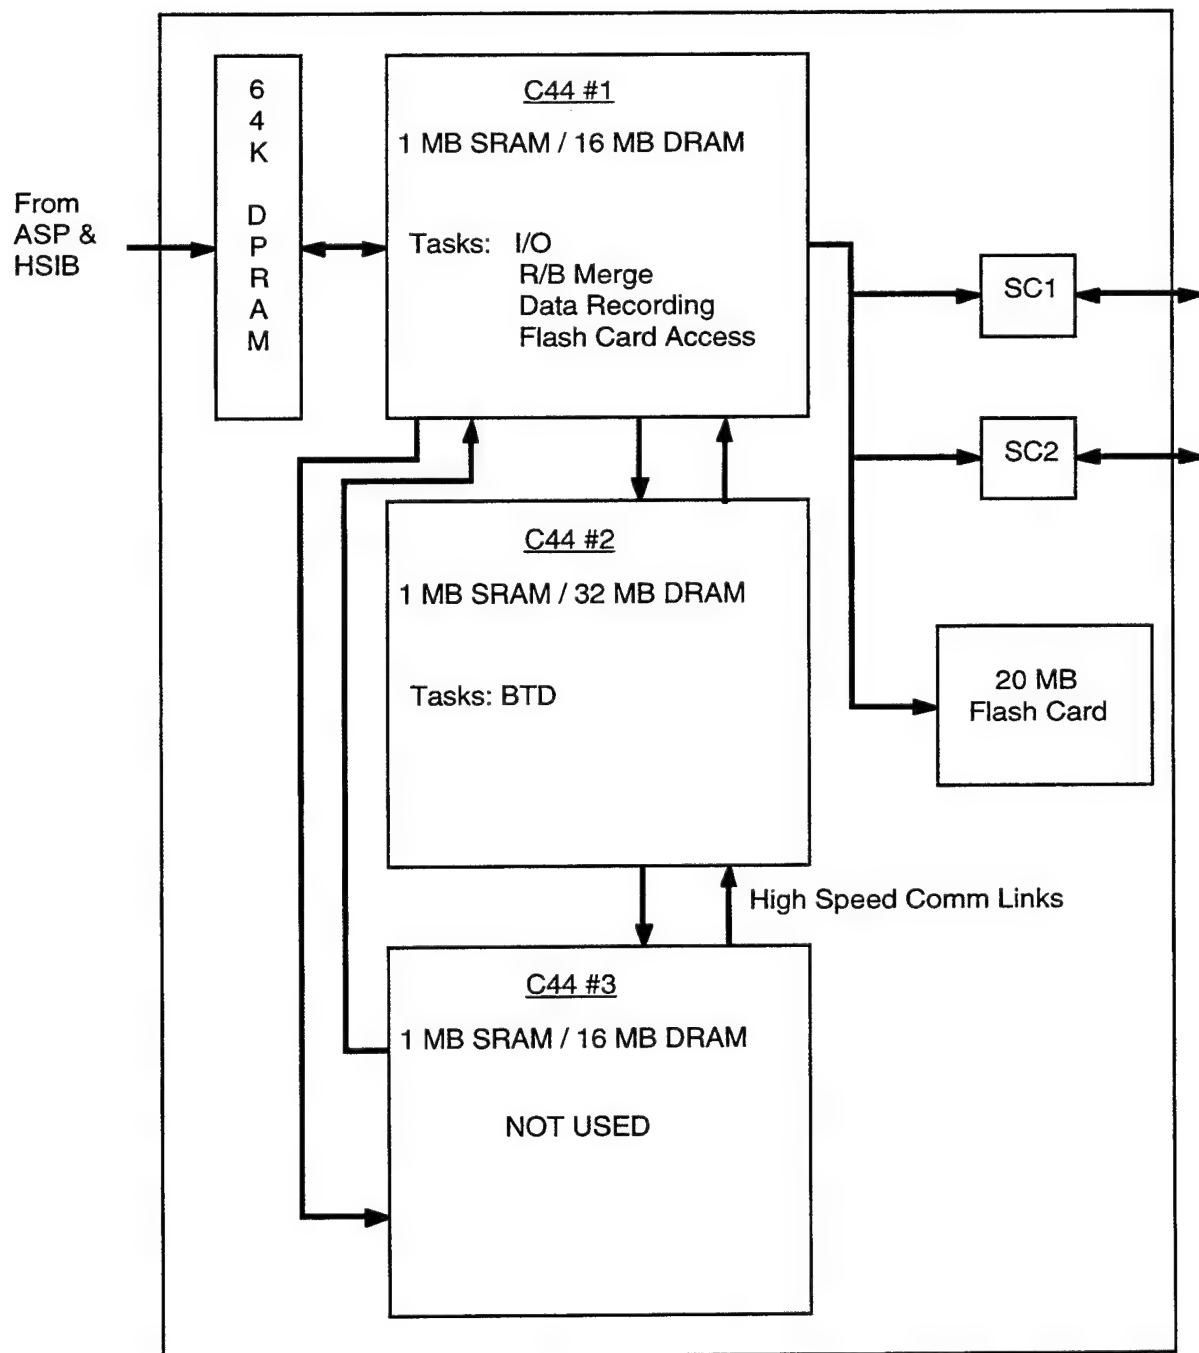 From
ASP &
HSIB
64K DPRAM
C44 #1
1 MB SRAM / 16 MB DRAM
Tasks: I/O
R/B Merge
Data Recording
Flash Card Access
SC1
SC2
20 MB
Flash Card
C44 #2
1 MB SRAM / 32 MB DRAM
Tasks: BTD
High Speed Comm Links
C44 #3
1 MB SRAM / 16 MB DRAM
NOT USED